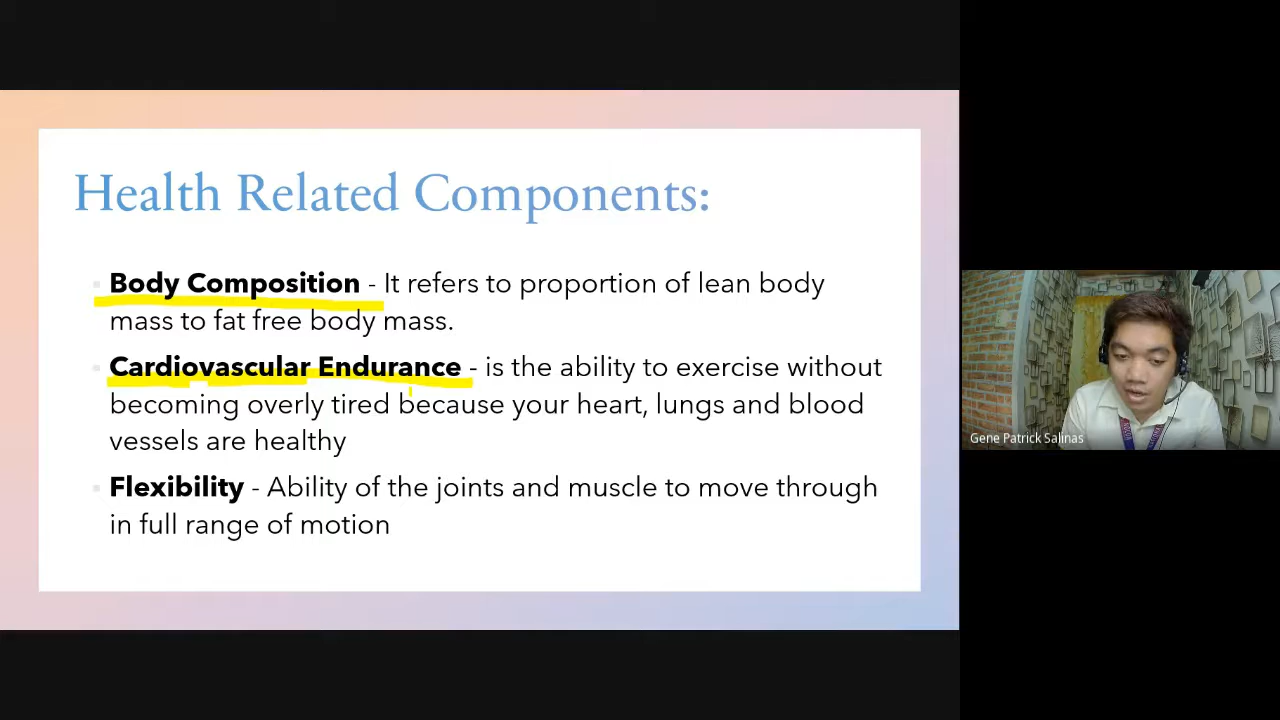 Health Related Components:
Body Composition - It refers to proportion of lean body
mass to fat free body mass.
Cardiovascular Endurance - is the ability to exercise without
becoming overly tired because your heart, lungs and blood
vessels are healthy
Flexibility - Ability of the joints and muscle to move through
in full range of motion
Gene Patrick Salinas